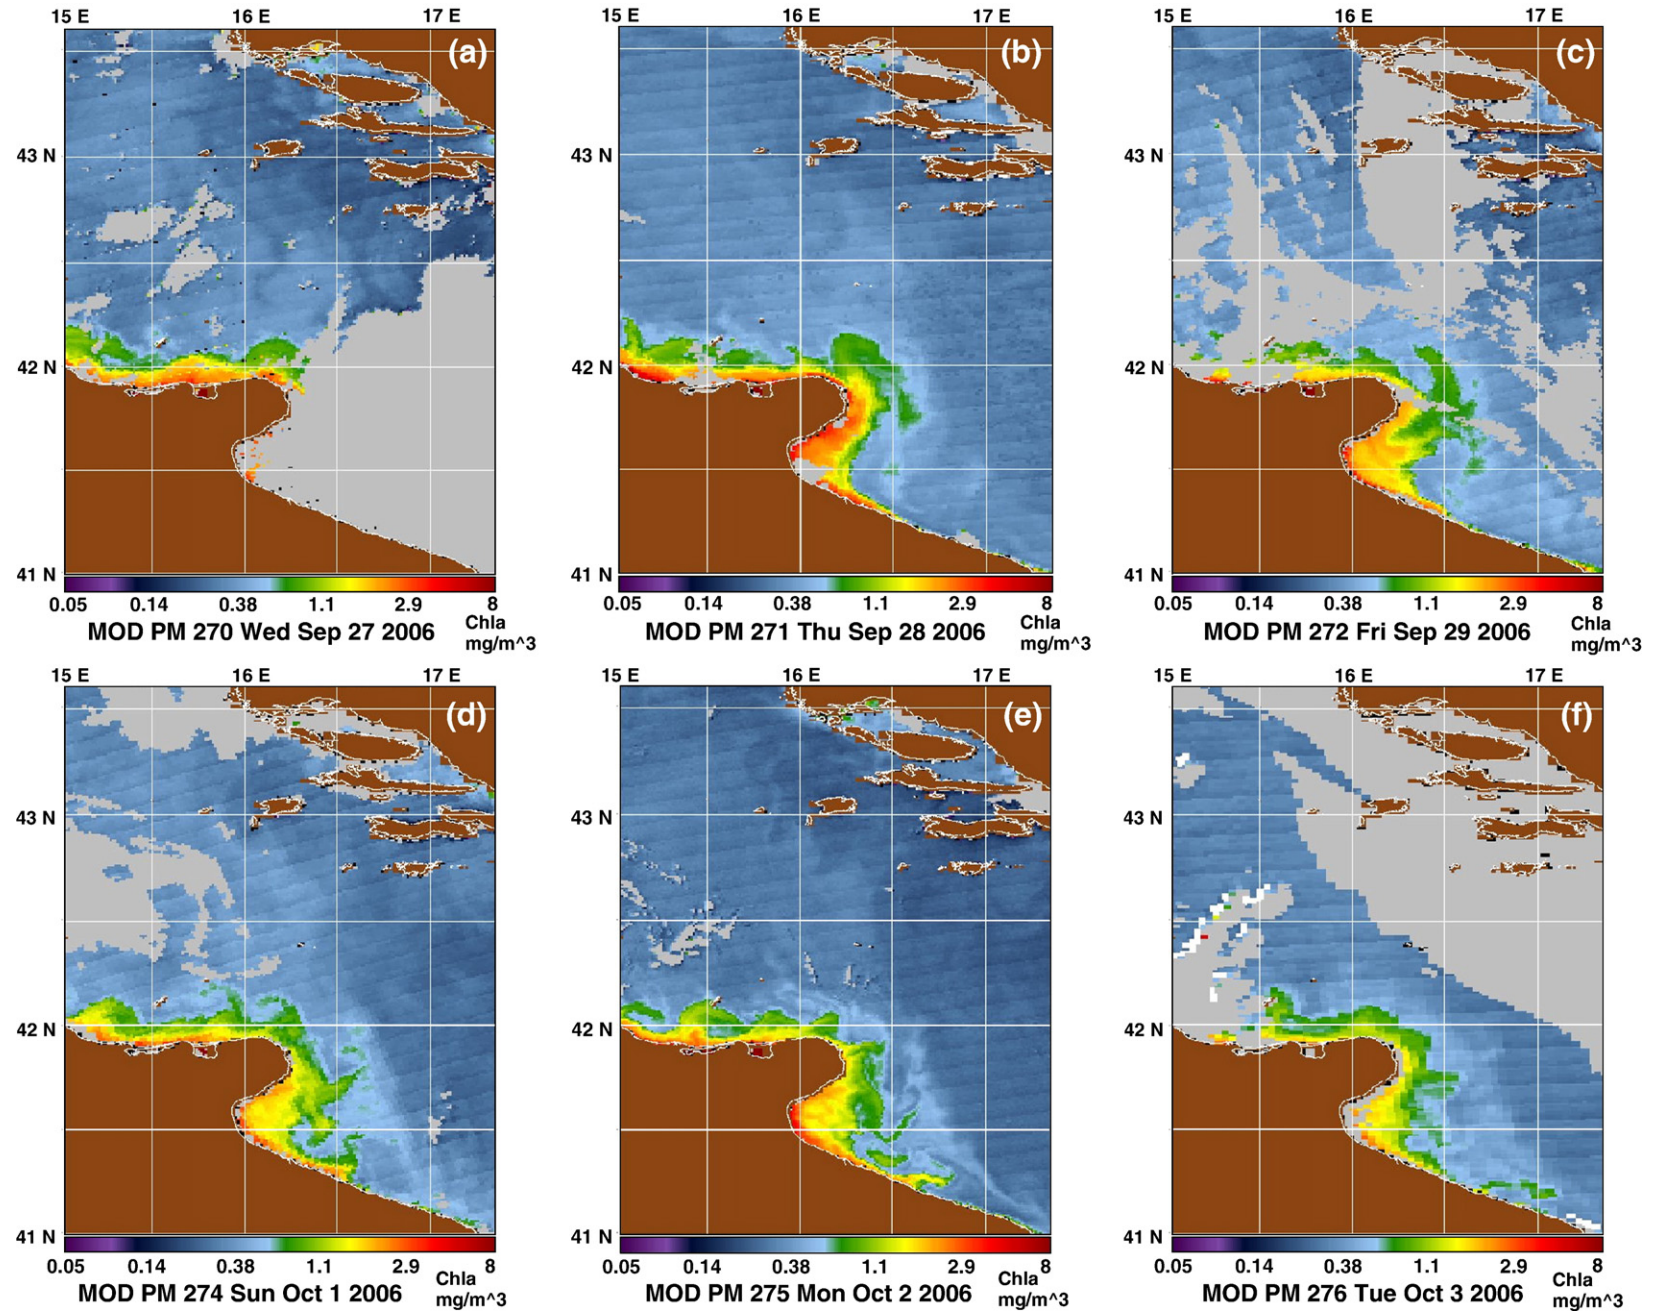 15 E 16 E 17 E
15 E 16 E 17 E
15 E 16 E 17 E
(a)
(b)
(c)
43 N
43 N
43 N
42 N
42 N
42 N
41 N
41 N
41 N
0.05 0.14 0.38 1.1 2.9 8
0.05 0.14 0.38 1.1 2.9 8
0.05 0.14 0.38 1.1 2.9 8
MOD PM 270 Wed Sep 27 2006
Chla
mg/m^3
MOD PM 271 Thu Sep 28 2006
Chla
mg/m^3
MOD PM 272 Fri Sep 29 2006
Chla
mg/m^3
15 E 16 E 17 E
15 E 16 E 17 E
15 E 16 E 17 E
(d)
(e)
(f)
43 N
43 N
43 N
42 N
42 N
42 N
41 N
41 N
41 N
0.05 0.14 0.38 1.1 2.9 8
0.05 0.14 0.38 1.1 2.9 8
0.05 0.14 0.38 1.1 2.9 8
MOD PM 274 Sun Oct 1 2006
Chla
mg/m^3
MOD PM 275 Mon Oct 2 2006
Chla
mg/m^3
MOD PM 276 Tue Oct 3 2006
Chla
mg/m^3